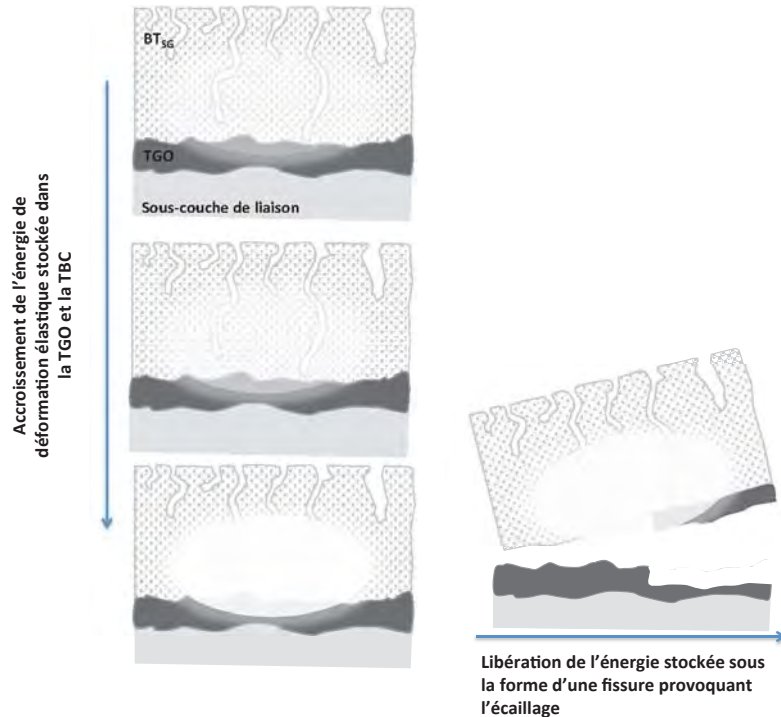 BT_SG
TGO
Sous-couche de liaison
Accroissement de l’énergie de
déformation élastique stockée dans
la TGO et la TBC
Libération de l’énergie stockée sous
la forme d’une fissure provoquant
l’écaillage